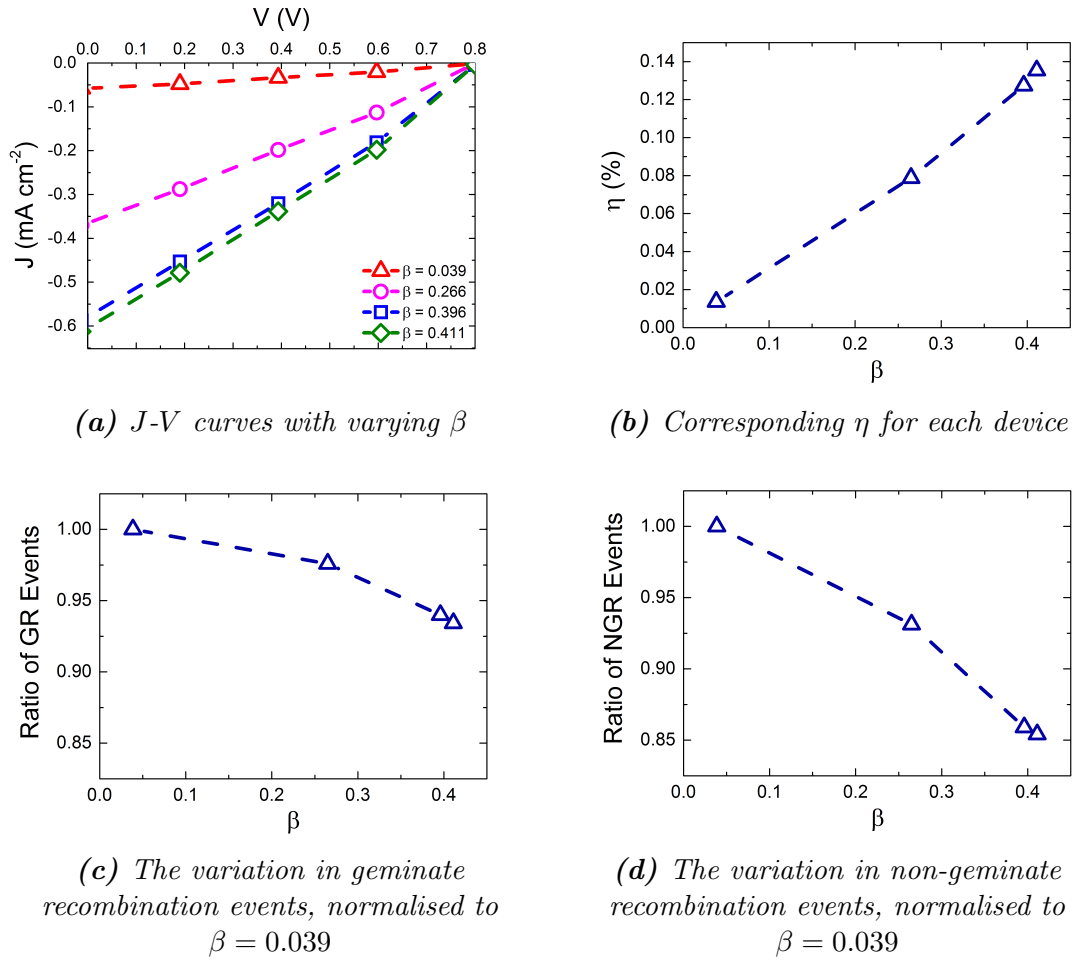 V (V)
0.0 0.1 0.2 0.3 0.4 0.5 0.6 0.7 0.8
0.0
-0.1
-0.2
-0.3
-0.4
-0.5
-0.6
J (mA cm⁻²)
β = 0.039
β = 0.266
β = 0.396
β = 0.411
(a) J-V curves with varying β
0.14
0.12
0.10
0.08
0.06
0.04
0.02
0.00
η (%)
0.0 0.1 0.2 0.3 0.4
β
(b) Corresponding η for each device
1.00
0.95
0.90
0.85
Ratio of GR Events
0.0 0.1 0.2 0.3 0.4
β
(c) The variation in geminate
recombination events, normalised to
β = 0.039
1.00
0.95
0.90
0.85
Ratio of NGR Events
0.0 0.1 0.2 0.3 0.4
β
(d) The variation in non-geminate
recombination events, normalised to
β = 0.039